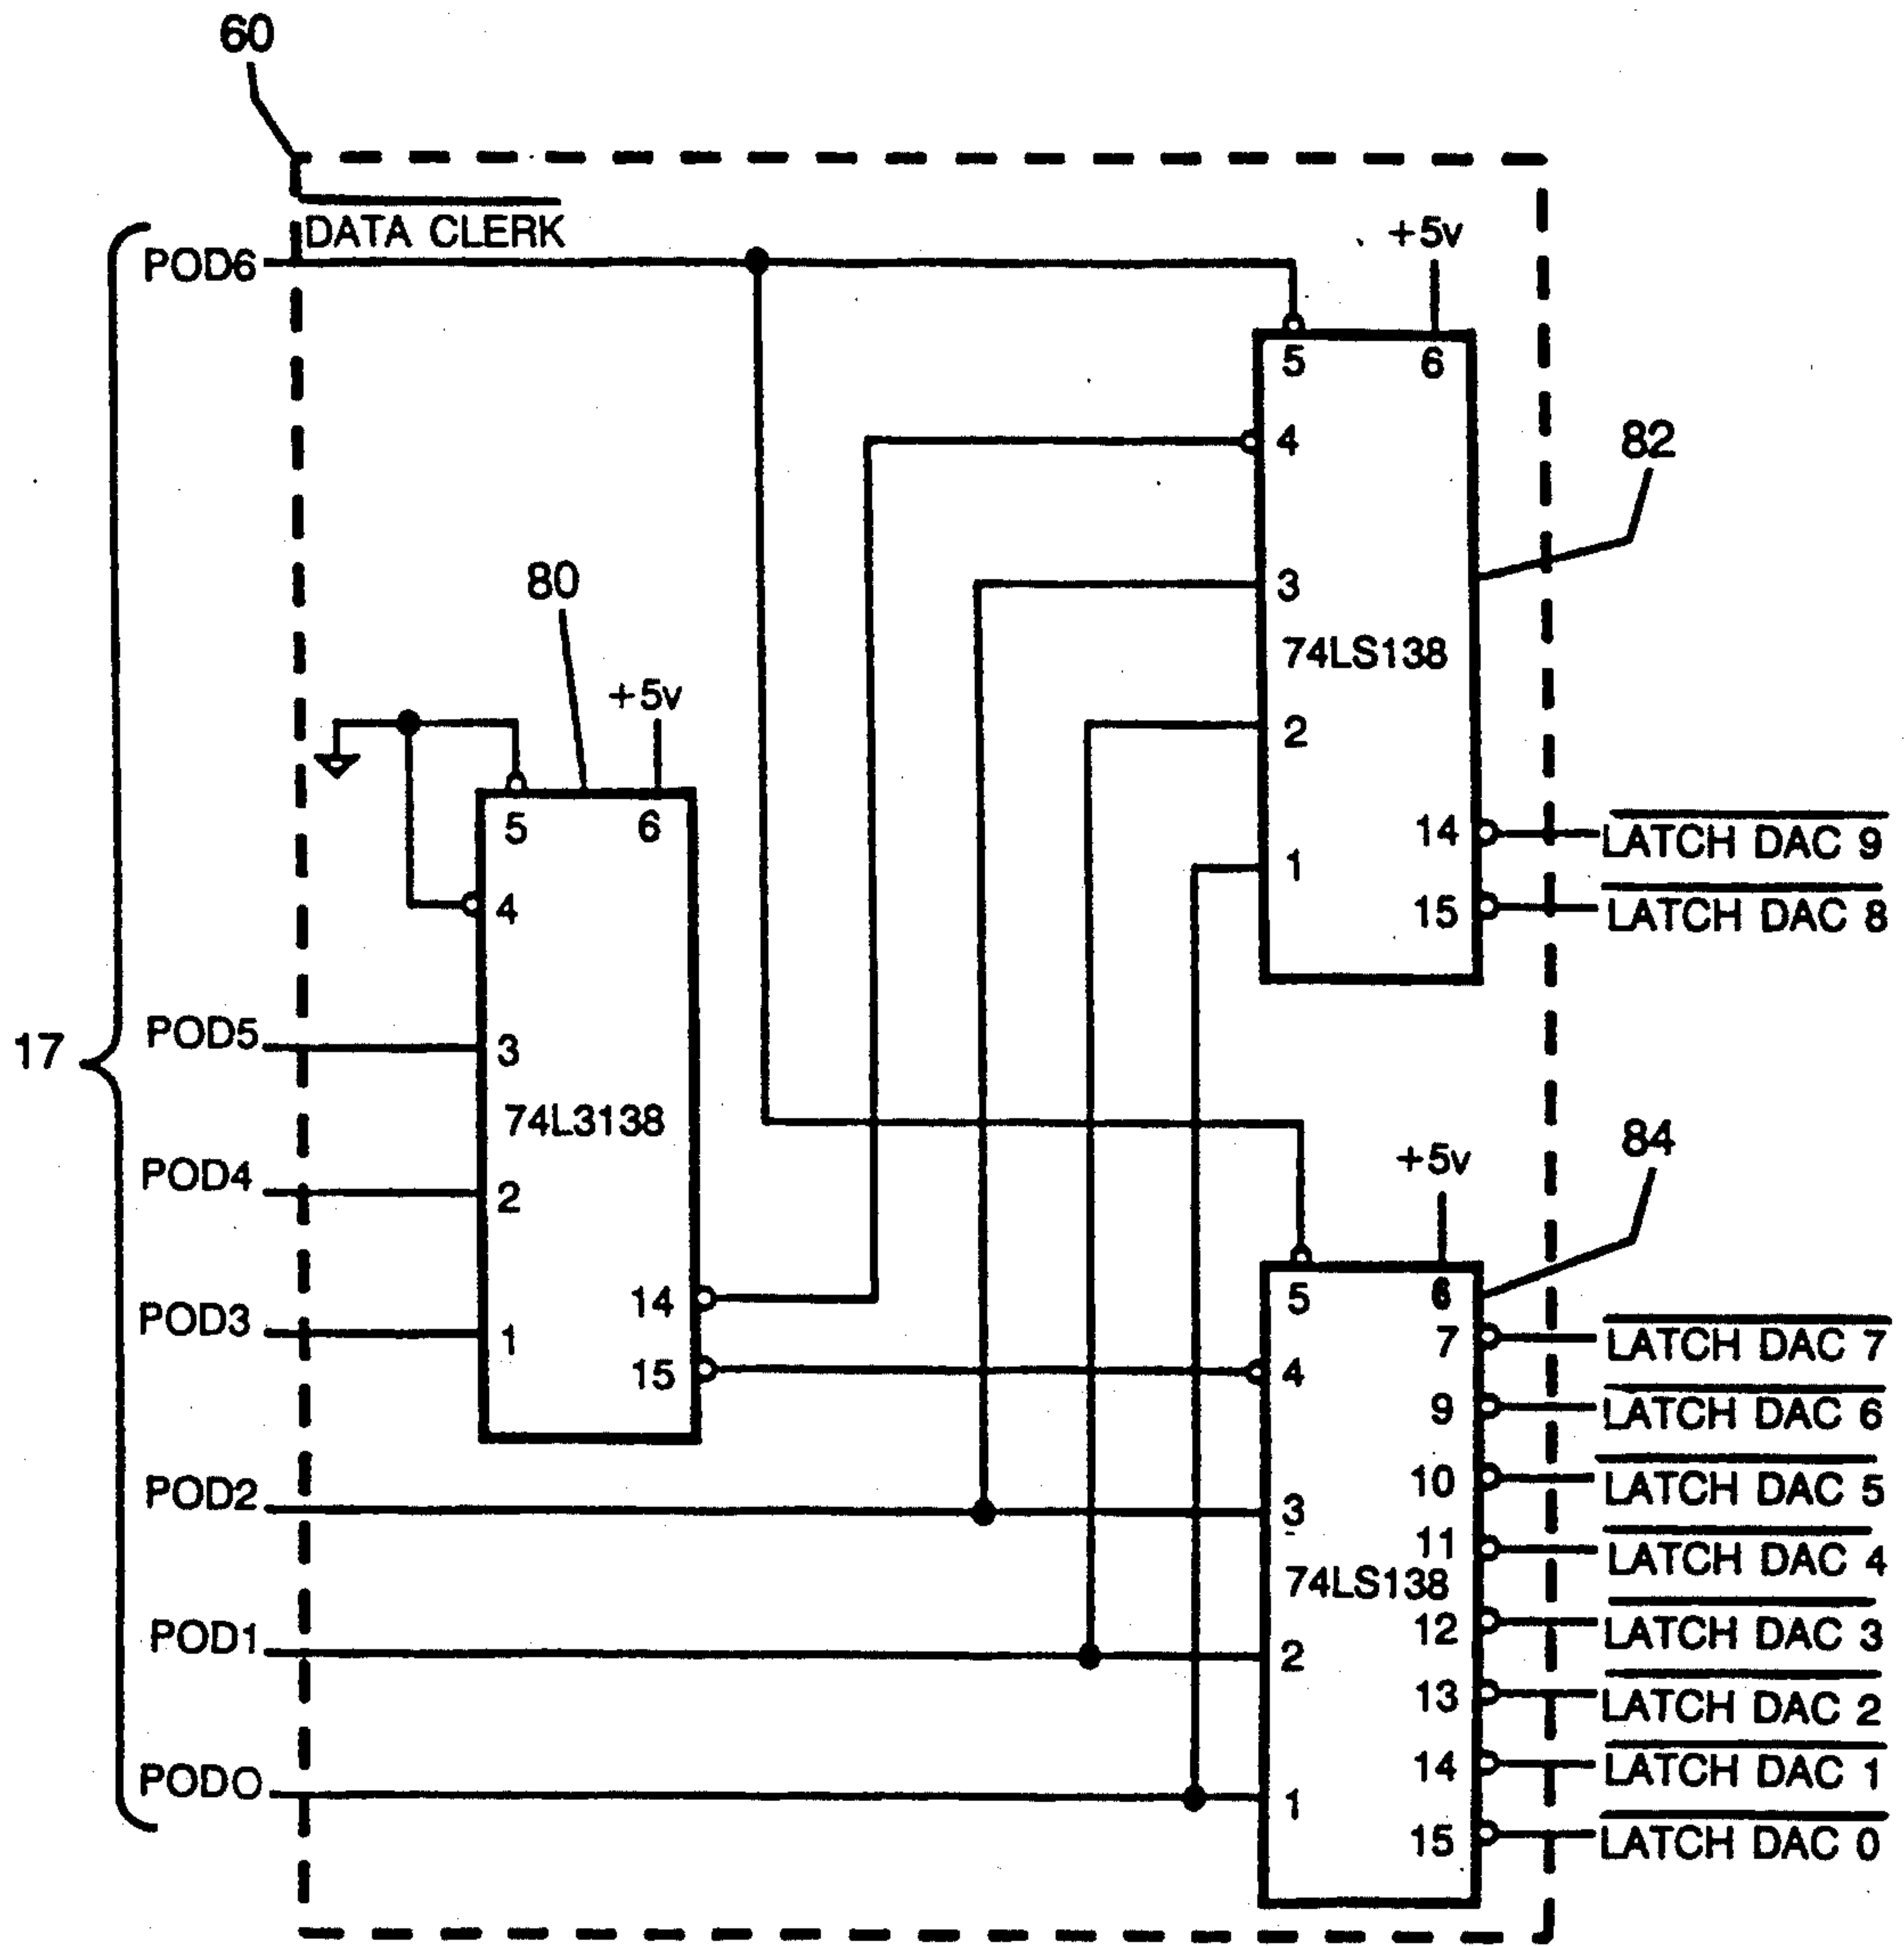 60
DATA CLERK
POD6
+5v
5 6
4
82
3
80
74LS138
+5v
2
14 LATCH DAC 9
5 6
1
15 LATCH DAC 8
4
17
POD5
3
74L3138
84
+5v
POD4
2
14
5 6
POD3
1
7 LATCH DAC 7
15
4
9 LATCH DAC 6
POD2
10 LATCH DAC 5
3
11 LATCH DAC 4
74LS138
12 LATCH DAC 3
POD1
2
13 LATCH DAC 2
14 LATCH DAC 1
PODO
1
15 LATCH DAC 0